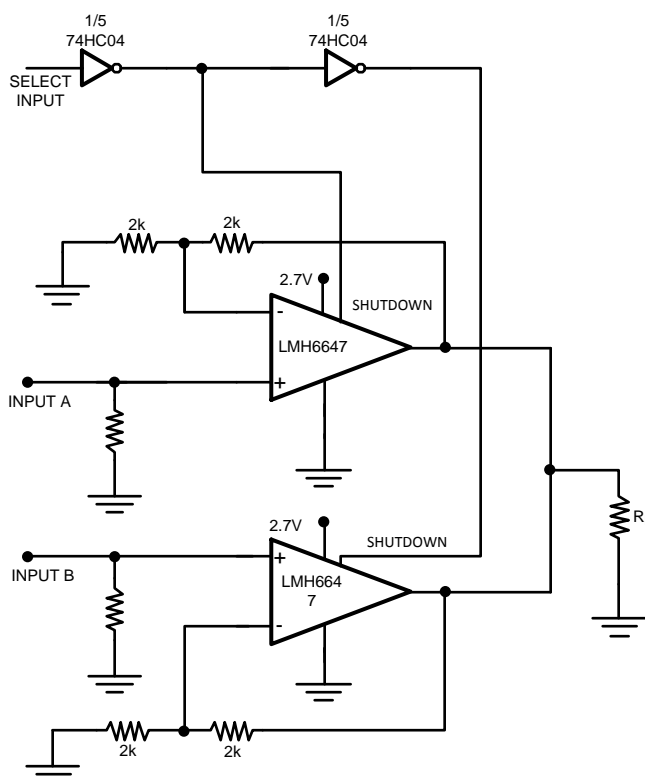 1/5
74HC04
1/5
74HC04
SELECT
INPUT
2k
2k
2.7V
SHUTDOWN
-
LMH6647
+
INPUT A
R
2.7V
SHUTDOWN
+
INPUT B
LMH664
7
-
2k
2k